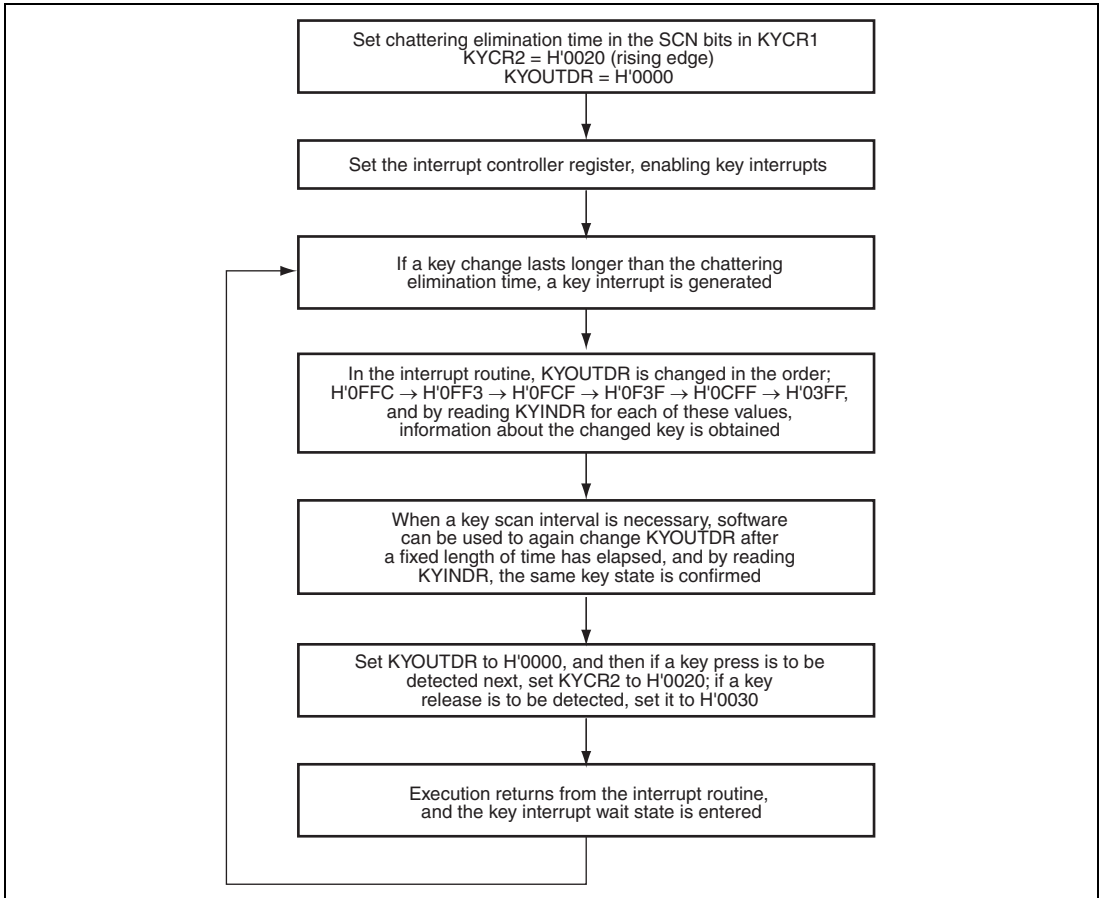 Set chattering elimination time in the SCN bits in KYCR1
KYCR2 = H'0020 (rising edge)
KYOUTDR = H'0000
Set the interrupt controller register, enabling key interrupts
If a key change lasts longer than the chattering
elimination time, a key interrupt is generated
In the interrupt routine, KYOUTDR is changed in the order;
H'0FFC → H'0FF3 → H'0FCF → H'0F3F → H'0CFF → H'03FF,
and by reading KYINDR for each of these values,
information about the changed key is obtained
When a key scan interval is necessary, software
can be used to again change KYOUTDR after
a fixed length of time has elapsed, and by reading
KYINDR, the same key state is confirmed
Set KYOUTDR to H'0000, and then if a key press is to be
detected next, set KYCR2 to H'0020; if a key
release is to be detected, set it to H'0030
Execution returns from the interrupt routine,
and the key interrupt wait state is entered